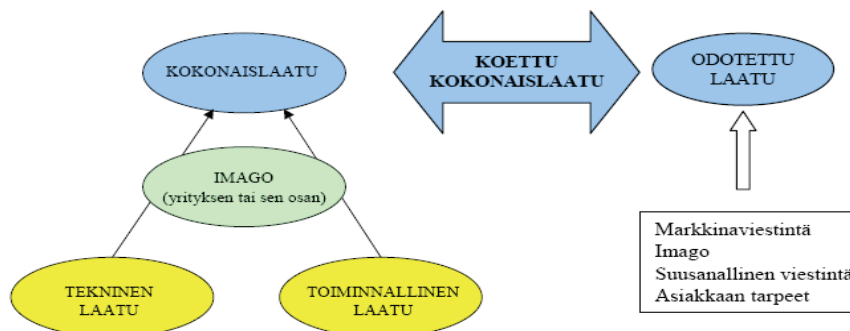 KOKONAISLAATU
KOETTU
KOKONAISLAATU
ODOTETTU
LAATU
IMAGO
(yrityksen tai sen osan)
TEKNINEN
LAATU
TOIMINNALLINEN
LAATU
Markkinaviestintä
Imago
Suusanallinen viestintä
Asiakkaan tarpeet